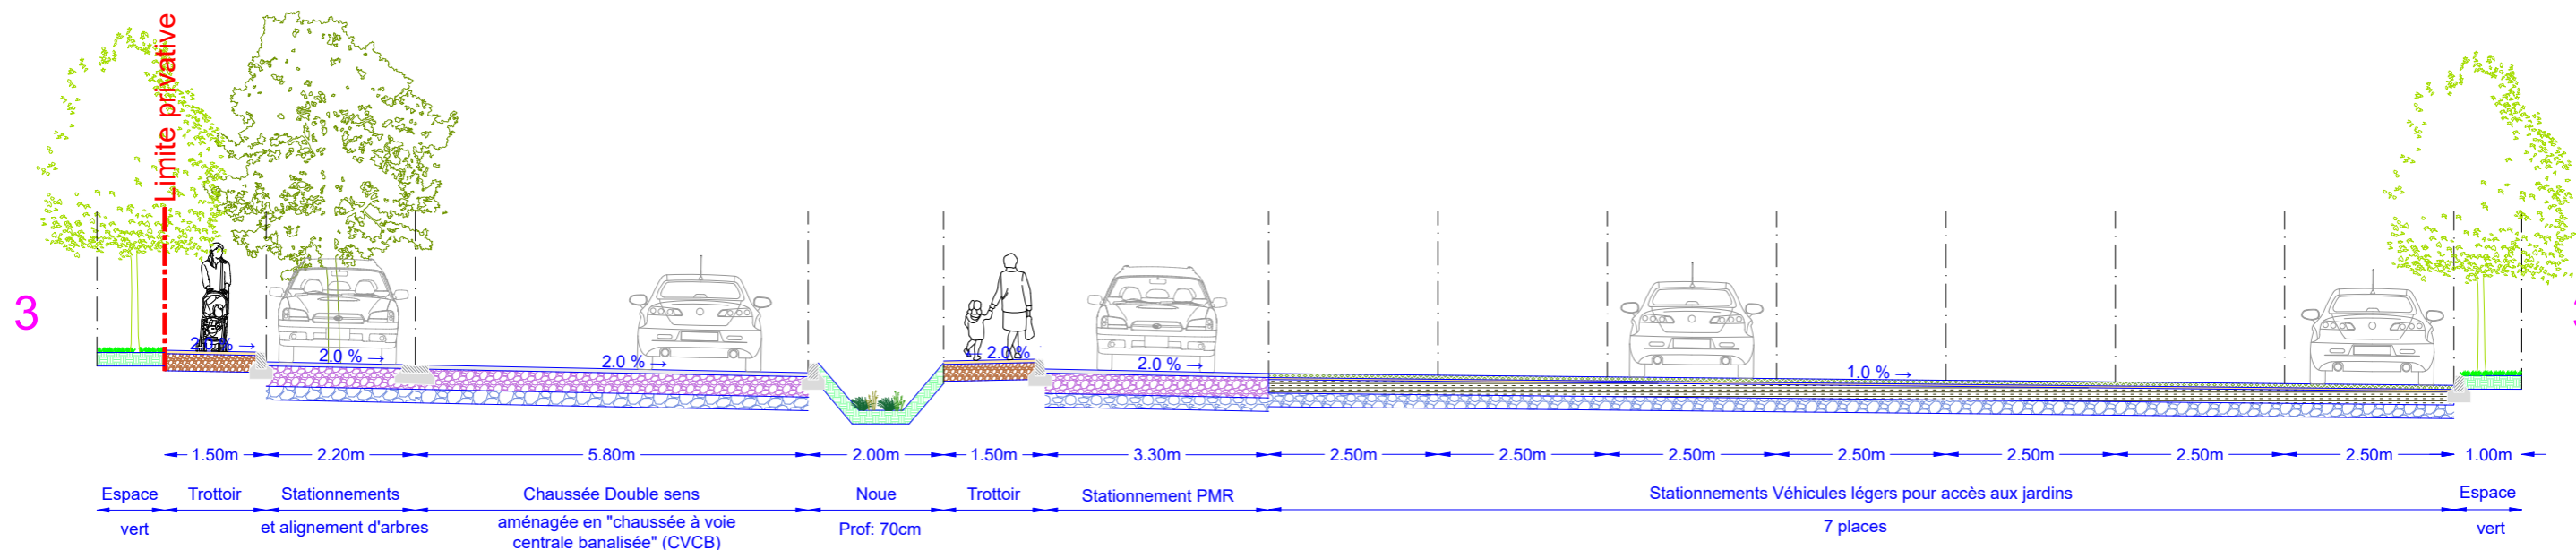 Limite privative
3
2.0 % →
2.0 % →
2.0 % →
2.0 %
2.0 % →
1.0 % →
1.50m
2.20m
5.80m
2.00m
1.50m
3.30m
2.50m
2.50m
2.50m
2.50m
2.50m
2.50m
2.50m
1.00m
Espace
vert
Trottoir
Stationnements
et alignement d'arbres
Chaussée Double sens
aménagée en "chaussée à voie
centrale banalisée" (CVCB)
Noue
Prof: 70cm
Trottoir
Stationnement PMR
Stationnements Véhicules légers pour accès aux jardins
7 places
Espace
vert